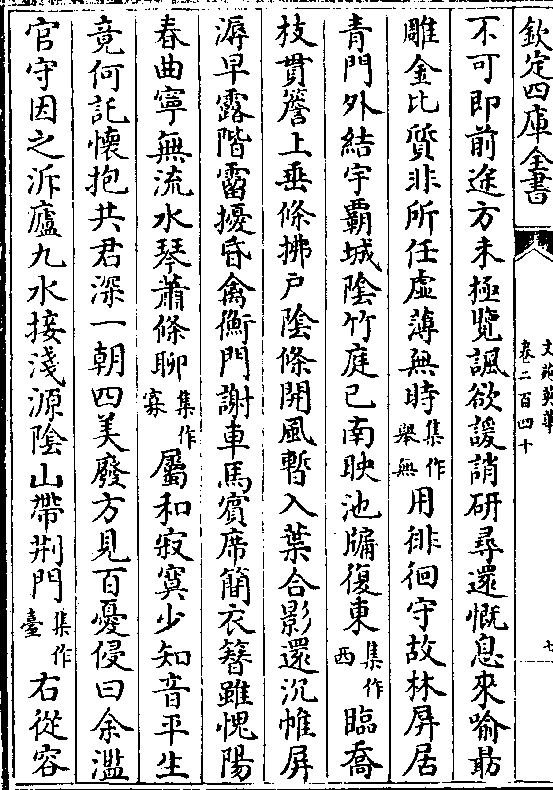 欽定四庫全書
文苑英華
卷二百四十
七
不可即前途方未極覽諷欲諼誚研尋還慨息來喻勗
雕金比質非所任虚薄無時集作舉無用徘徊守故林屏居
青門外結宇霸城隂竹庭已南映池牖復東集作西臨喬
枝貫簷上垂條拂户隂條開風暫入葉合影還沉帷屏
溽早露階霤擾昏禽衡門謝車馬賓席簡衣簪雖愧陽
春曲寧無流水琴蕭條聊集作寡屬和寂寞少知音平生
竟何託懷抱共君深一朝四美廢方見百憂侵曰余濫
官守因之泝廬九水接淺源隂山帶荆門集作臺右從容